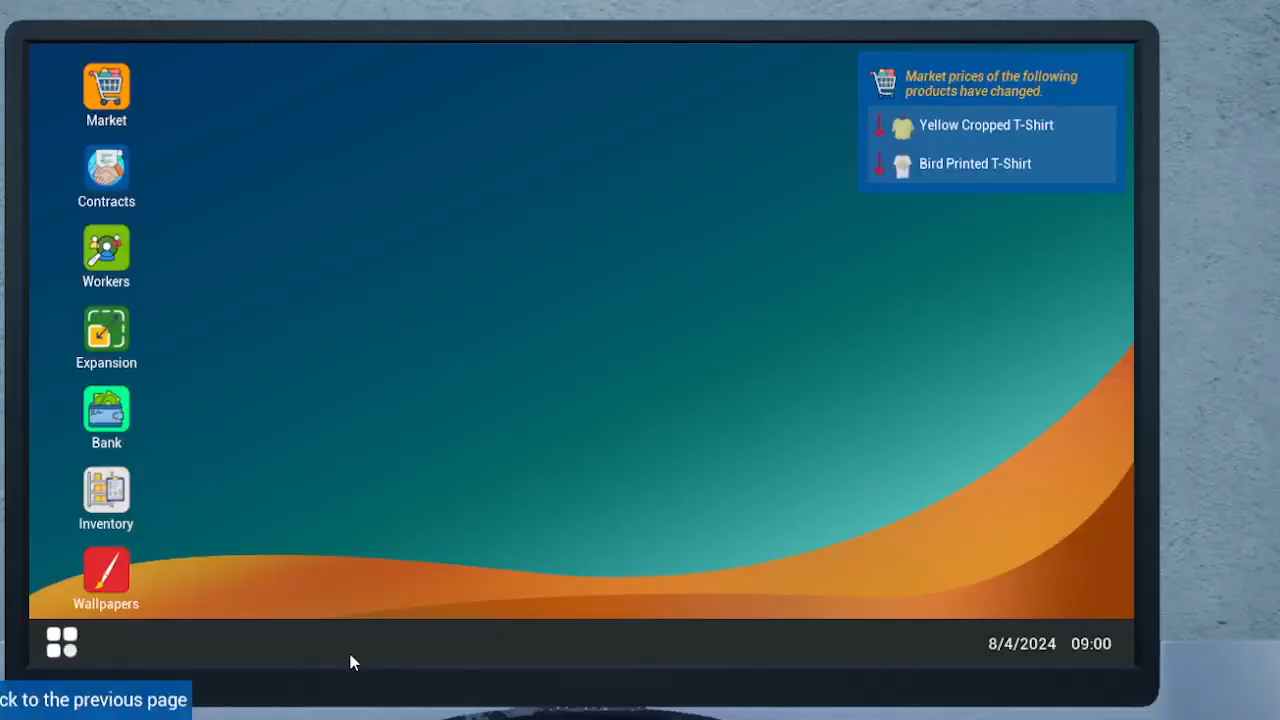 Market
Contracts
Workers
Expansion
Bank
Inventory
Wallpapers
Market prices of the following
products have changed.
Yellow Cropped T-Shirt
Bird Printed T-Shirt
8/4/2024 09:00
ck to the previous page